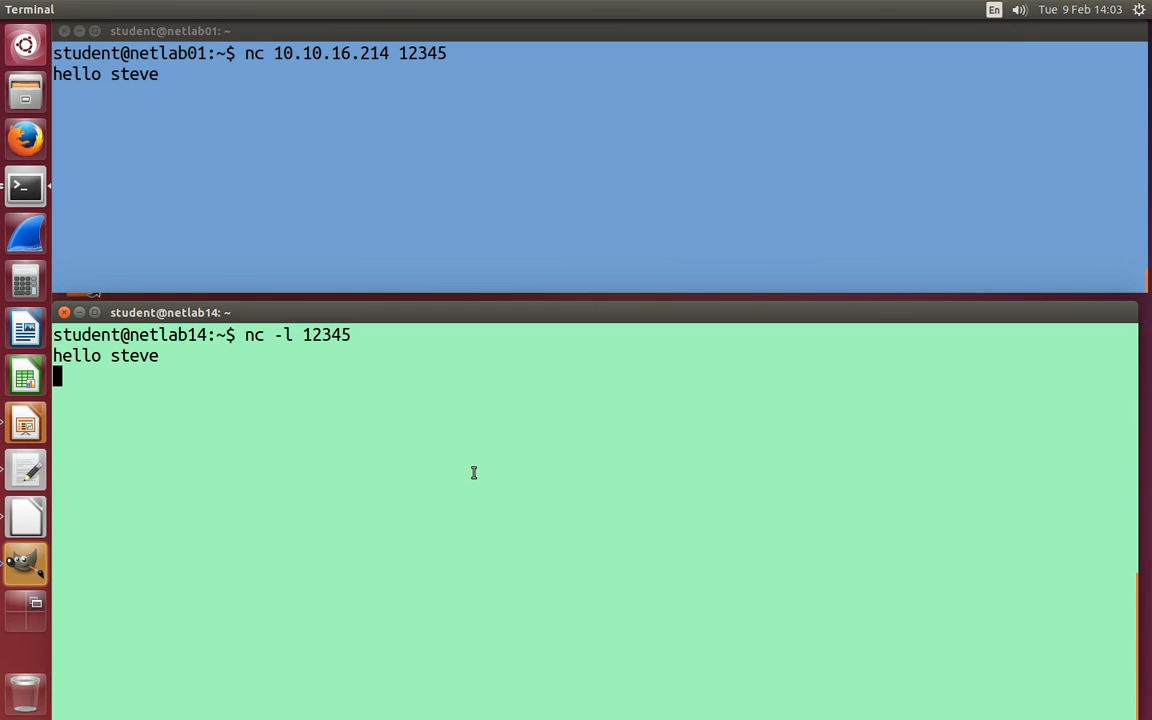 Terminal
En
Tue 9 Feb 14:03
student@netlab01: ~
student@netlab01:~$ nc 10.10.16.214 12345
hello steve
student@netlab14: ~
student@netlab14:~$ nc -l 12345
hello steve